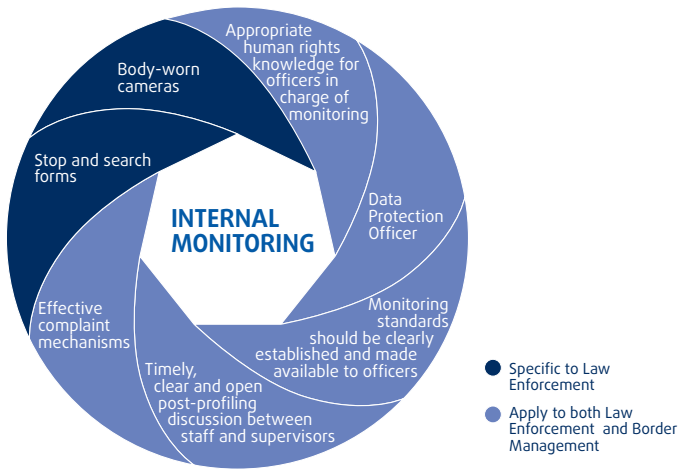 Appropriate
human rights
knowledge for
officers in
charge of
monitoring
Body-worn
cameras
Stop and search
forms
INTERNAL
MONITORING
Data
Protection
Officer
Effective
complaint
mechanisms
Monitoring
standards
should be clearly
established and made
available to officers
Timely,
clear and open
post-profiling
discussion between
staff and supervisors
Specific to Law
Enforcement
Apply to both Law
Enforcement and Border
Management